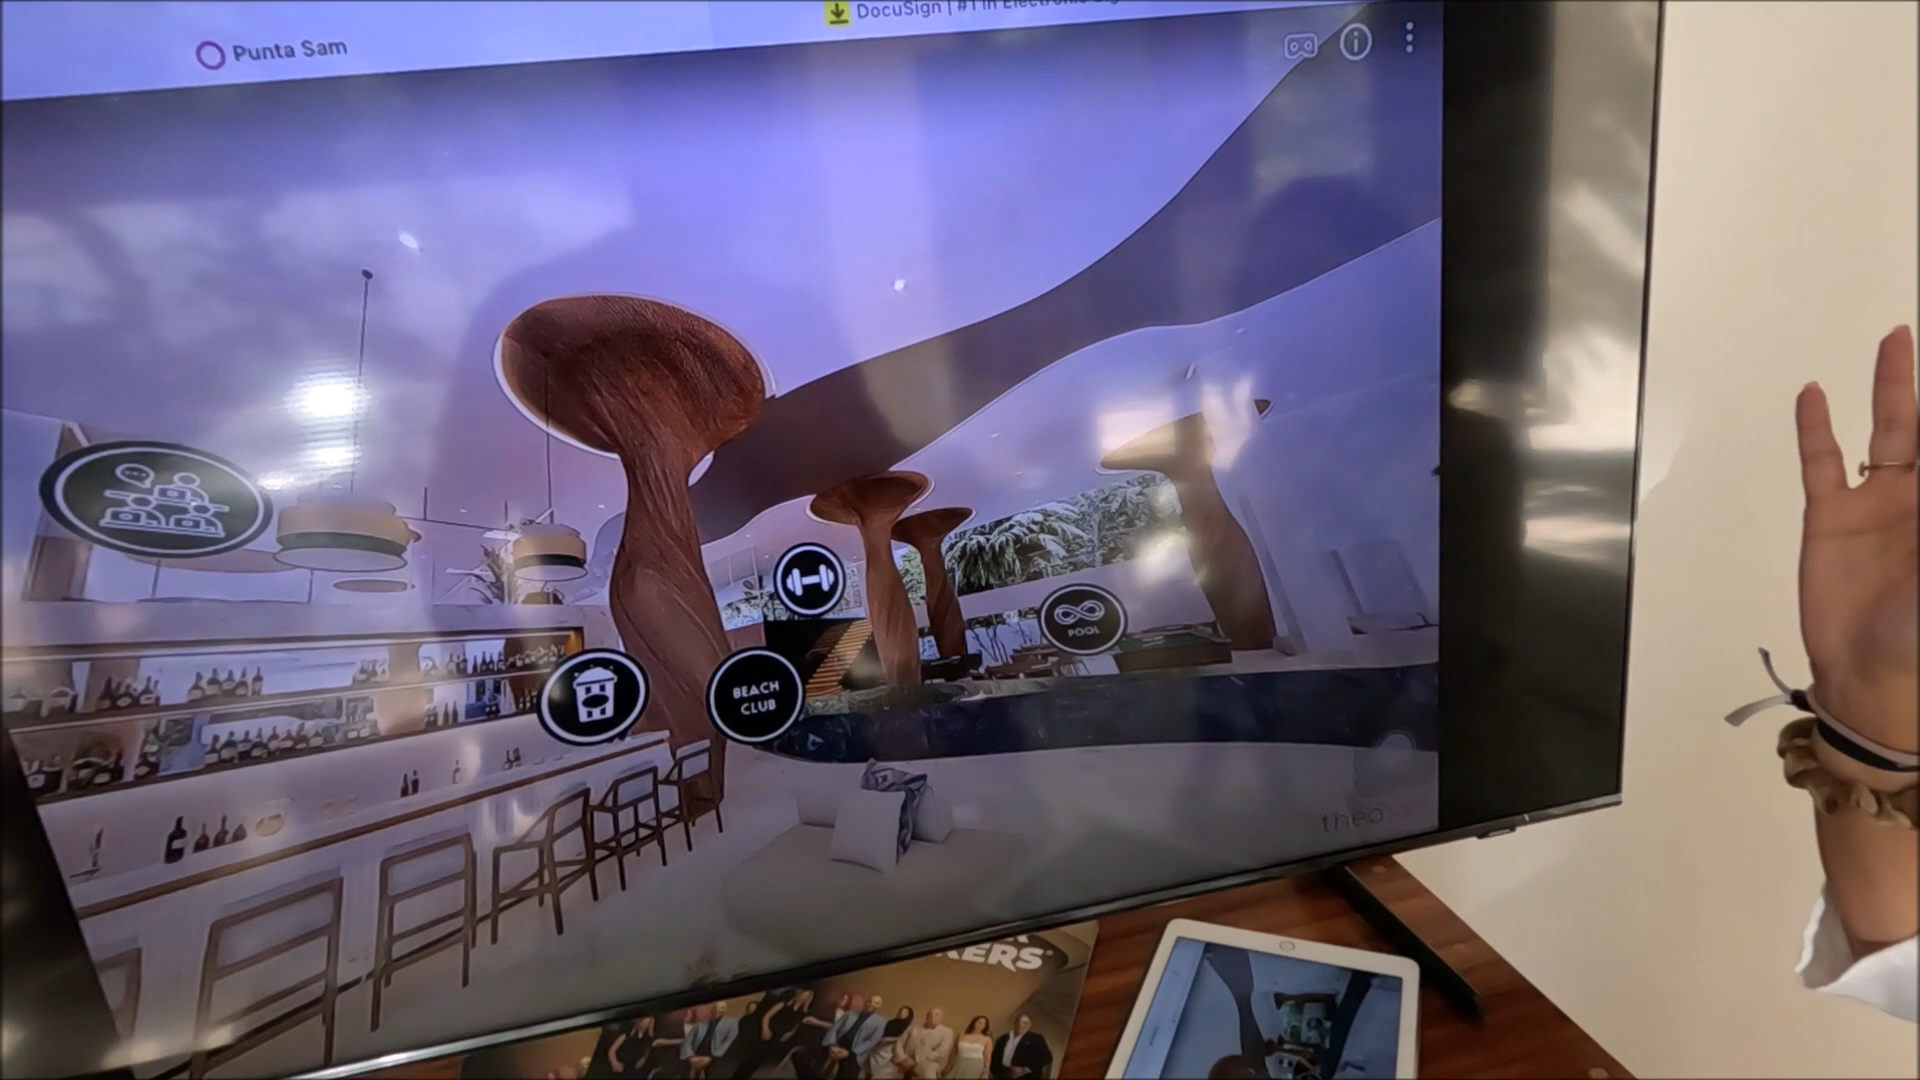 DocuSign | #1 in Electronic
Punta Sam
POOL
BEACH
CLUB
theo
KERS